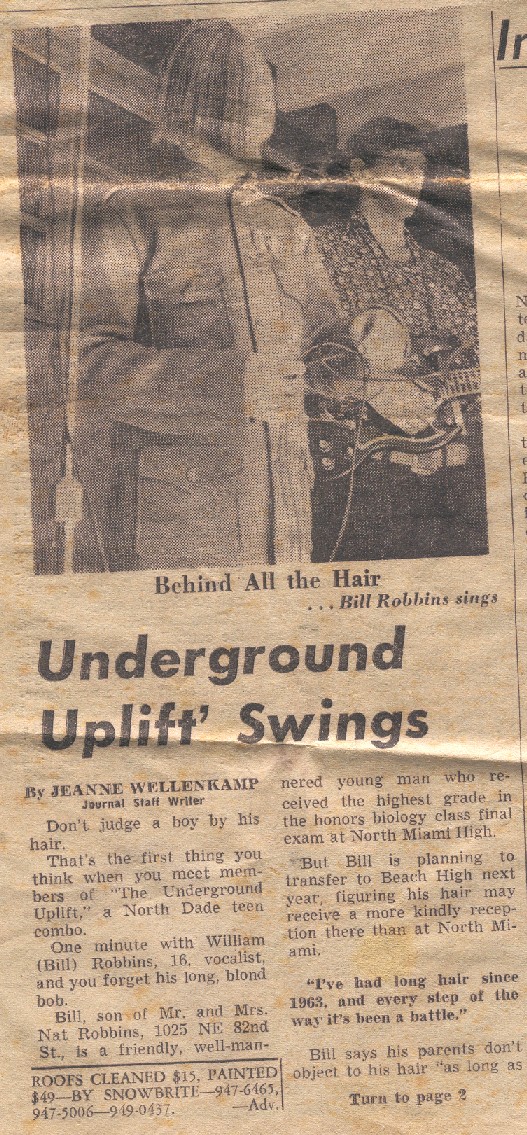 In
Behind All the Hair
. . . Bill Robbins sings
Underground
Uplift' Swings
By JEANNE WELLENKAMP
Journal Staff Writer
Don't judge a boy by his
hair.
That's the first thing you
think when you meet mem-
bers of "The Underground
Uplift," a North Dade teen
combo.
One minute with William
(Bill) Robbins, 16, vocalist,
and you forget his long, blond
bob.
Bill, son of Mr. and Mrs.
Nat Robbins, 1025 NE 82nd
St., is a friendly, well-man-
ROOFS CLEANED $15, PAINTED
$49—BY SNOWBRITE—947-6465,
947-5006—949-0437. —Adv.
nered young man who re-
ceived the highest grade in
the honors biology class final
exam at North Miami High.
But Bill is planning to
transfer to Beach High next
year, figuring his hair may
receive a more kindly recep-
tion there than at North Mi-
ami.
"I've had long hair since
1963, and every step of the
way it's been a battle."
Bill says his parents don't
object to his hair "as long as
Turn to page 2